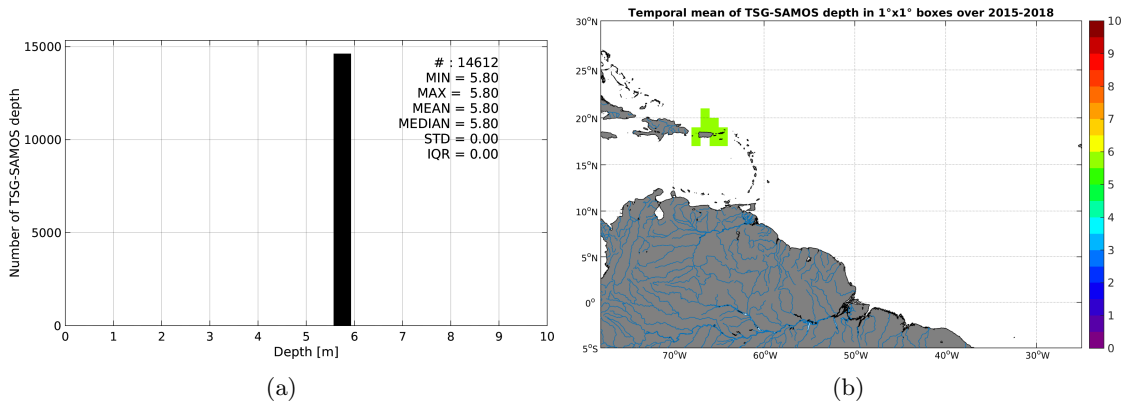 15000
10000
5000
0
0 1 2 3 4 5 6 7 8 9 10
Number of TSG-SAMOS depth
Depth [m]
# : 14612
MIN = 5.80
MAX = 5.80
MEAN = 5.80
MEDIAN = 5.80
STD = 0.00
IQR = 0.00
(a)
Temporal mean of TSG-SAMOS depth in 1°x1° boxes over 2015-2018
30°N
25°N
20°N
15°N
10°N
5°N
0°
5°S
70°W 60°W 50°W 40°W 30°W
10
9
8
7
6
5
4
3
2
1
0
(b)